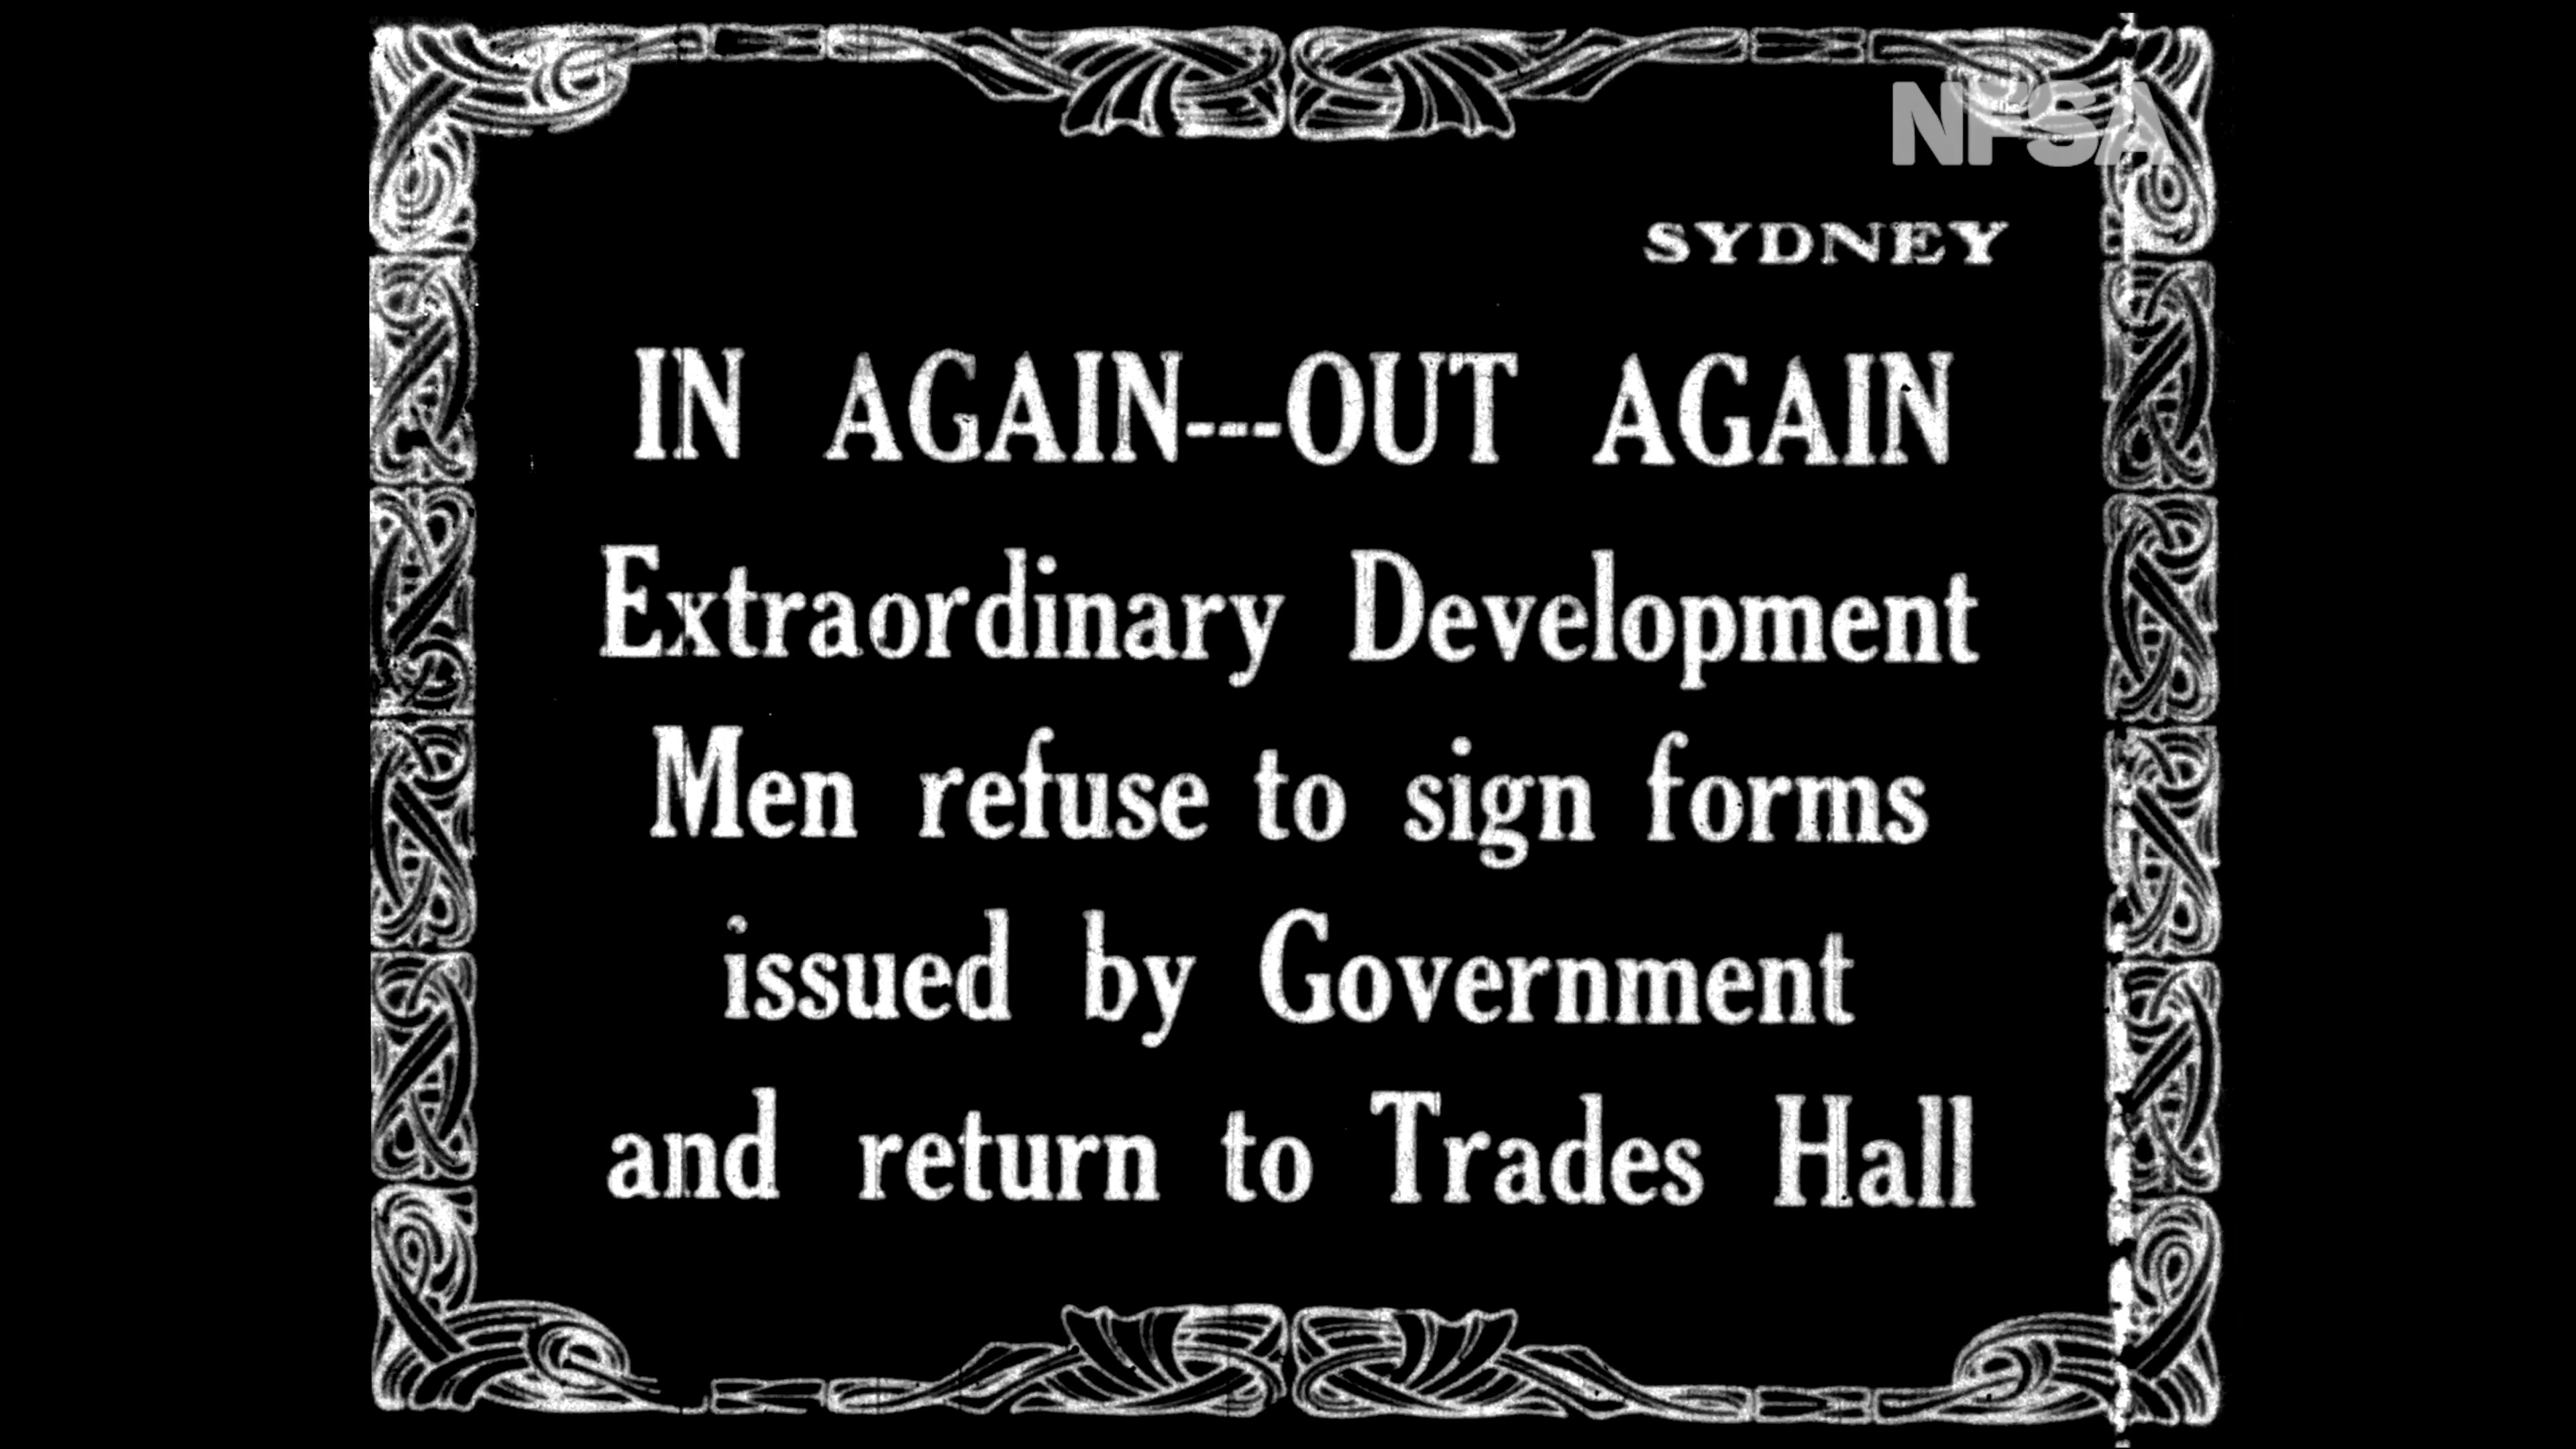 NFSA
SYDNEY
IN AGAIN---OUT AGAIN
Extraordinary Development
Men refuse to sign forms
issued by Government
and return to Trades Hall